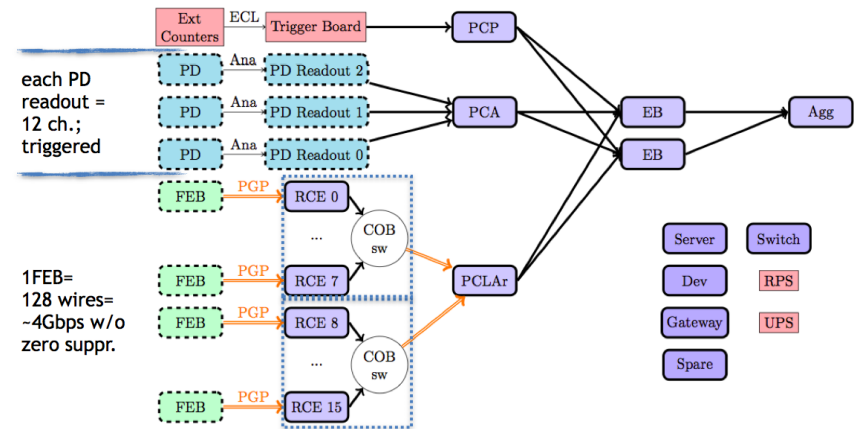 Ext
Counters
ECL
Trigger Board
PCP
each PD
readout =
12 ch.;
triggered
PD
Ana
PD Readout 2
PD
Ana
PD Readout 1
PCA
EB
Agg
PD
Ana
PD Readout 0
EB
FEB
PGP
RCE 0
...
COB
sw
1FEB=
128 wires=
~4Gbps w/o
zero suppr.
FEB
PGP
RCE 7
PCLAr
FEB
PGP
RCE 8
...
COB
sw
FEB
PGP
RCE 15
Server
Switch
Dev
RPS
Gateway
UPS
Spare